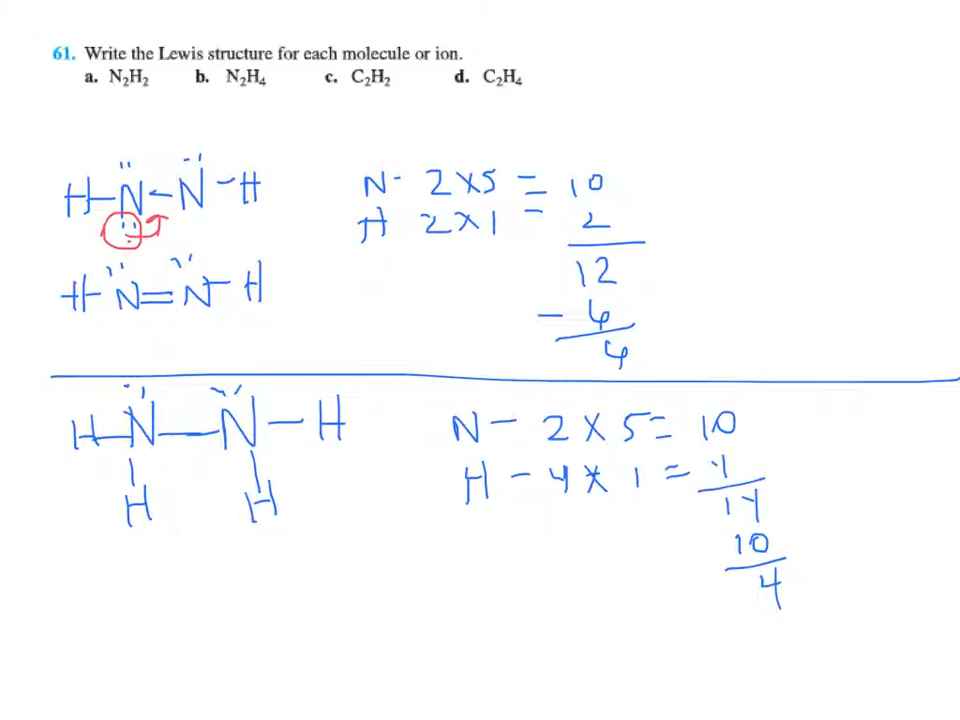 61. Write the Lewis structure for each molecule or ion.
a. N₂H₂ b. N₂H₄ c. C₂H₂ d. C₂H₄
H-N-N-H
N- 2×5 = 10
H 2×1 = 2
12
- 6
4
H-N=N-H
H-N-N-H
H H
N - 2 × 5 = 10
H - 4 × 1 = 4
14
10
4